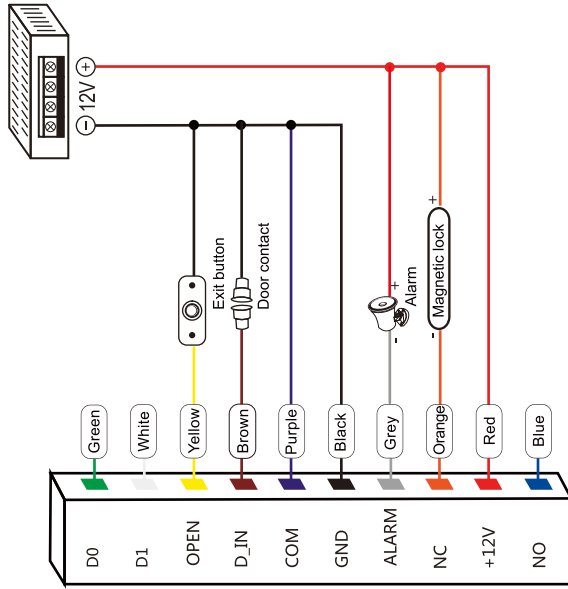 +
12V
-
Exit button
Door contact
+
Alarm
-
+
Magnetic lock
-
Green
White
Yellow
Brown
Purple
Black
Grey
Orange
Red
Blue
D0
D1
OPEN
D_IN
COM
GND
ALARM
NC
+12V
NO